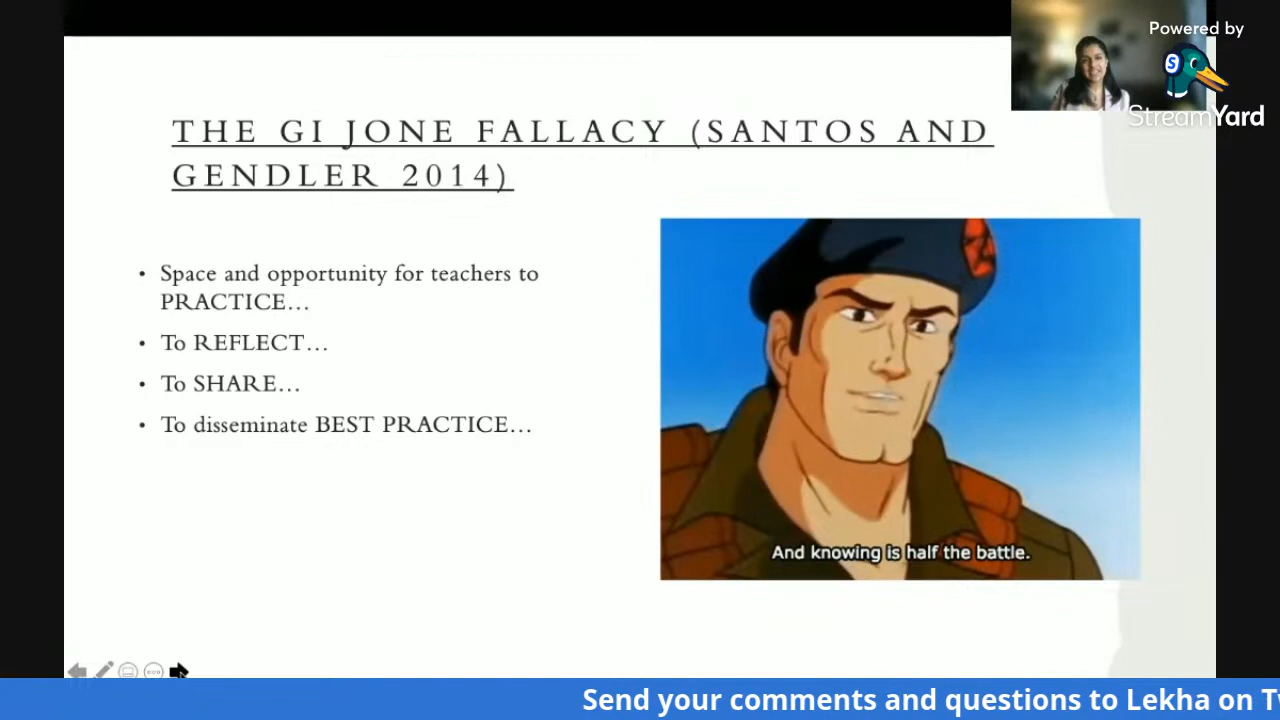 Powered by
StreamYard
THE GI JONE FALLACY (SANTOS AND
GENDLER 2014)
• Space and opportunity for teachers to
PRACTICE…
• To REFLECT…
• To SHARE…
• To disseminate BEST PRACTICE…
And knowing is half the battle.
Send your comments and questions to Lekha on Tw